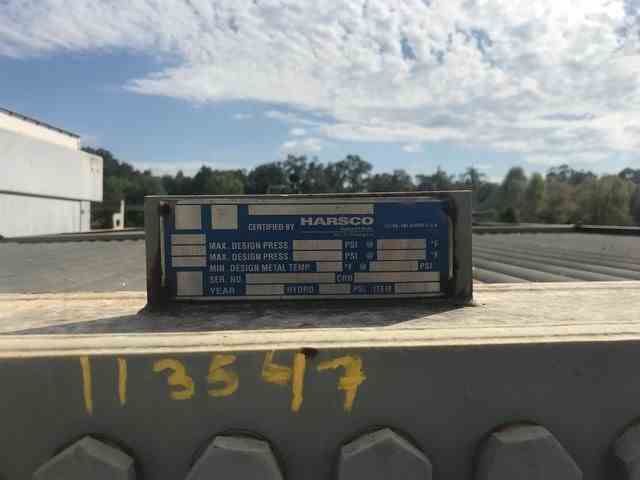 CERTIFIED BY HARSCO
MAX. DESIGN PRESS PSI @ °F
MAX. DESIGN PRESS PSI @ °F
MIN. DESIGN METAL TEMP °F @ PSI
SER. NO. CRN
YEAR HYDRO PSI ITEM
113547